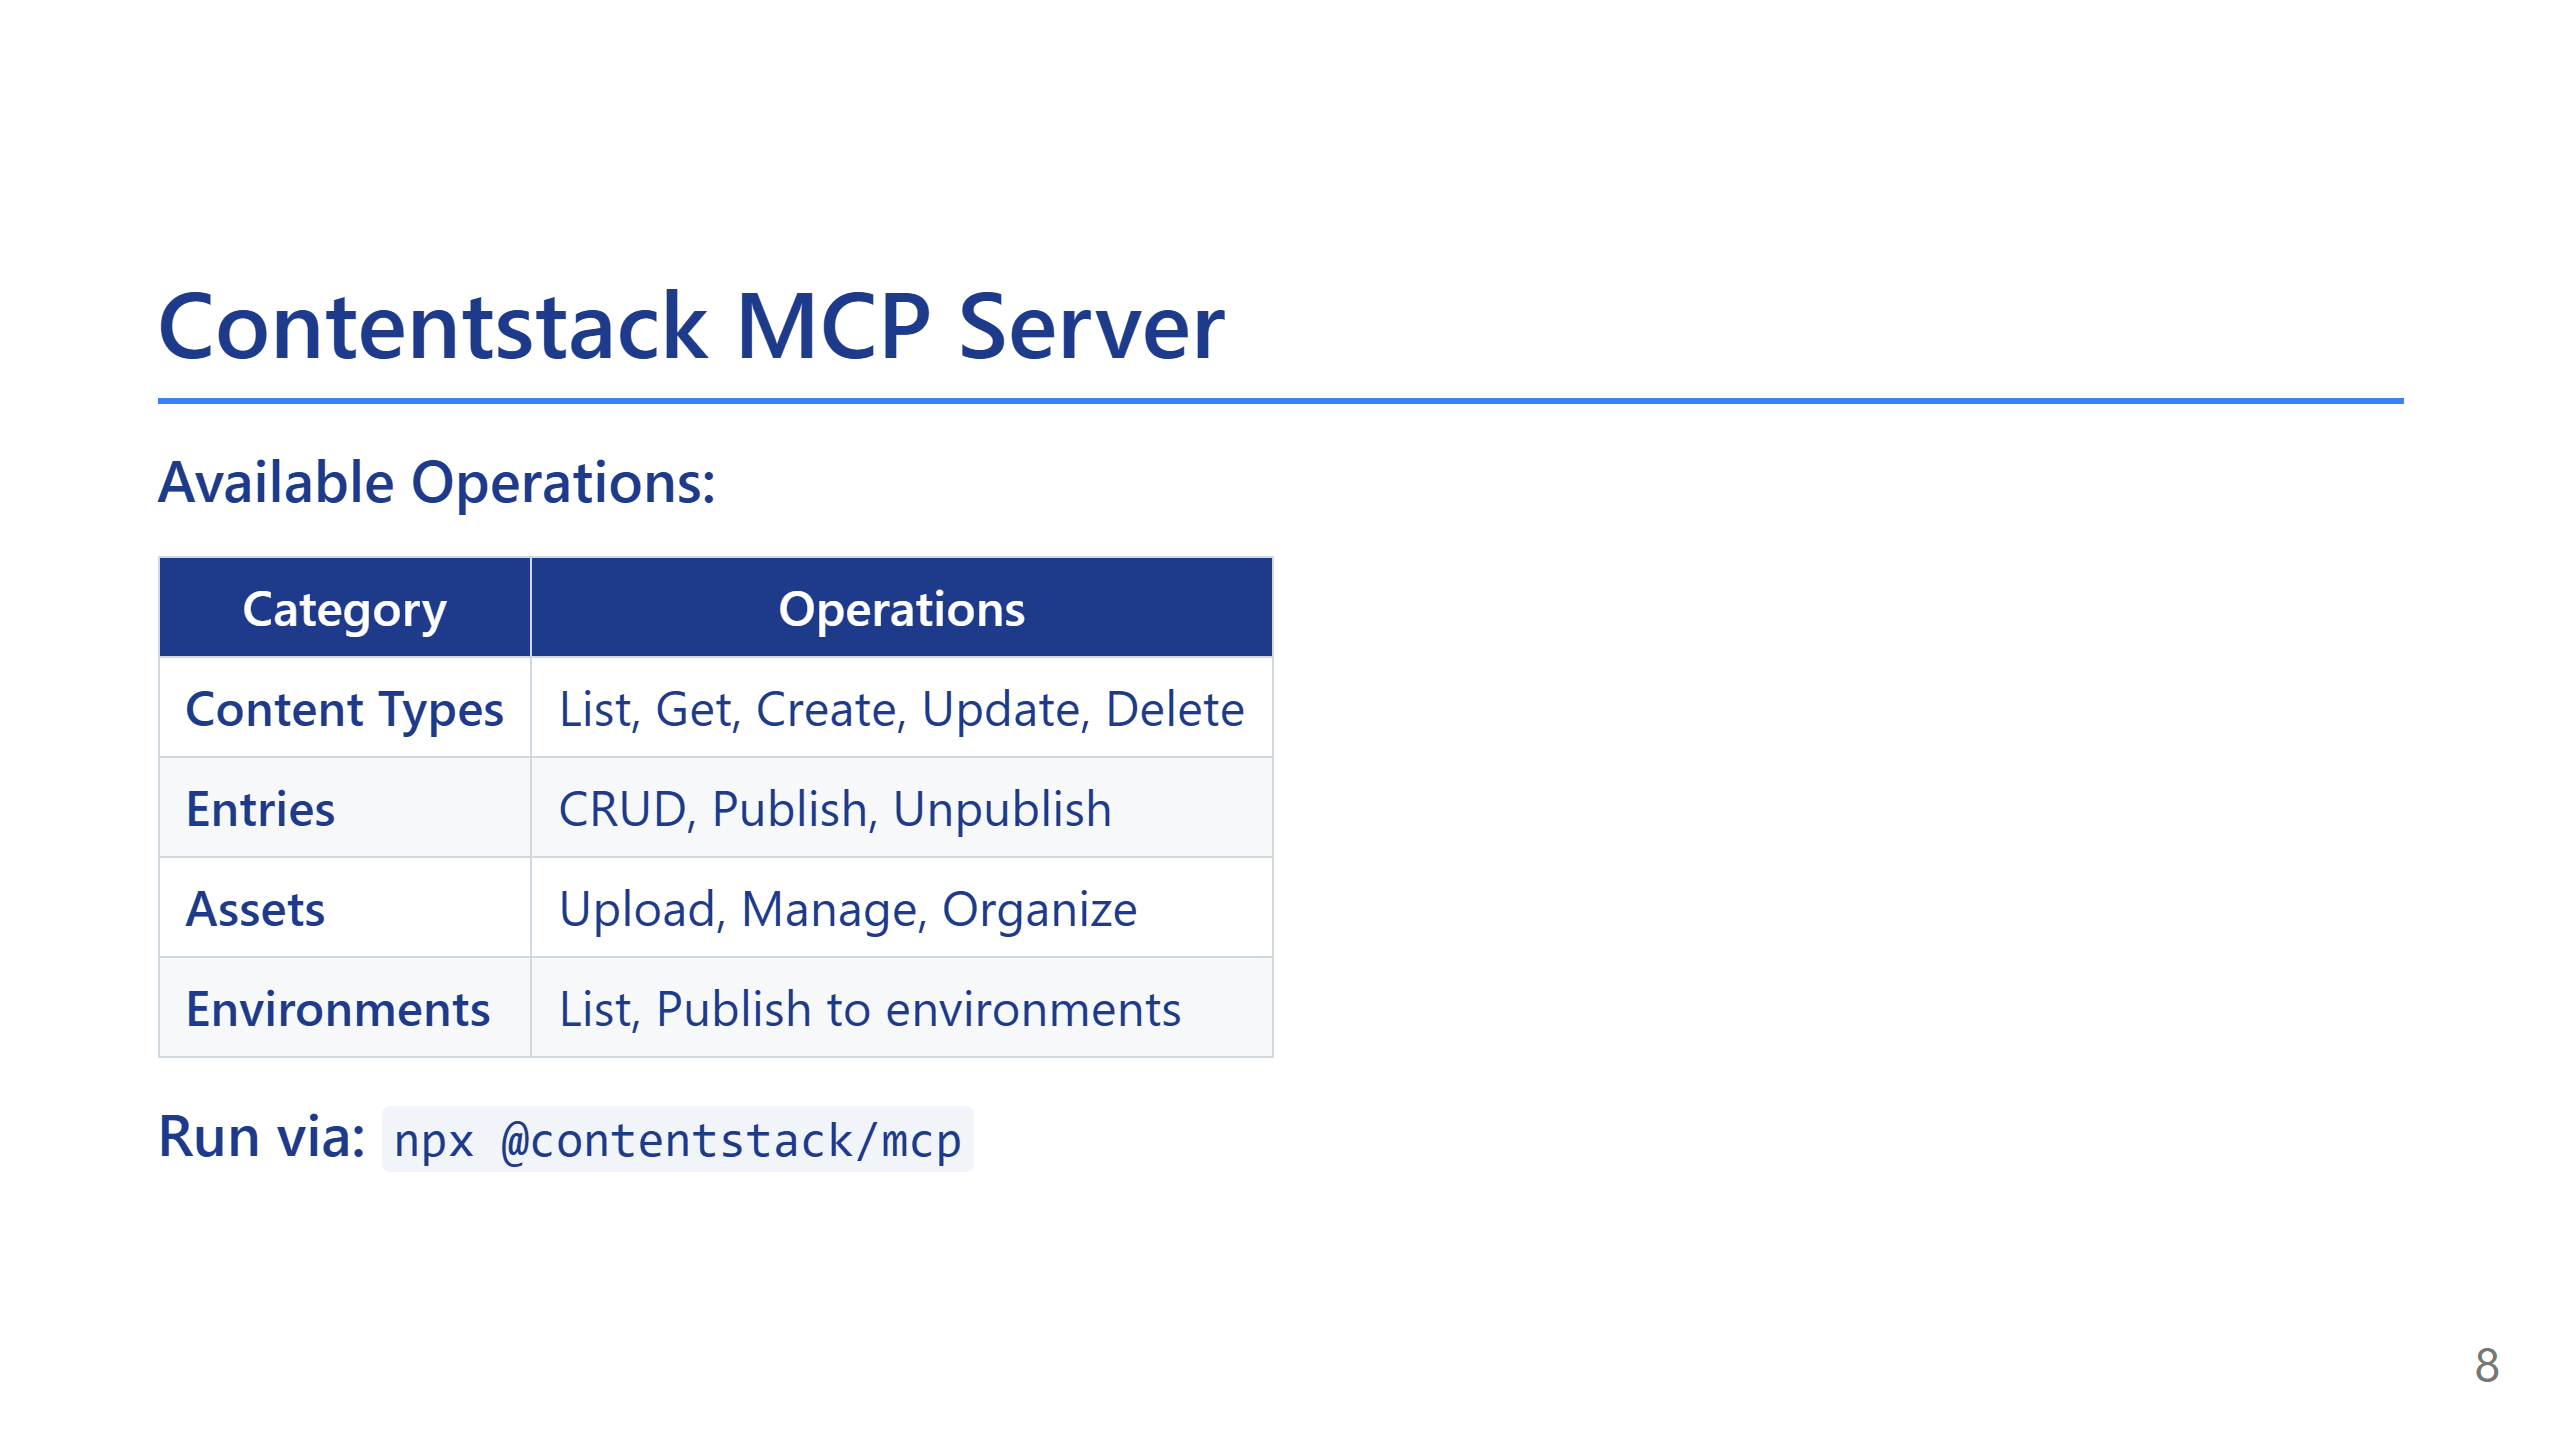 Contentstack MCP Server
Available Operations:
Category Operations
Content Types List, Get, Create, Update, Delete
Entries CRUD, Publish, Unpublish
Assets Upload, Manage, Organize
Environments List, Publish to environments
Run via: npx @contentstack/mcp
8